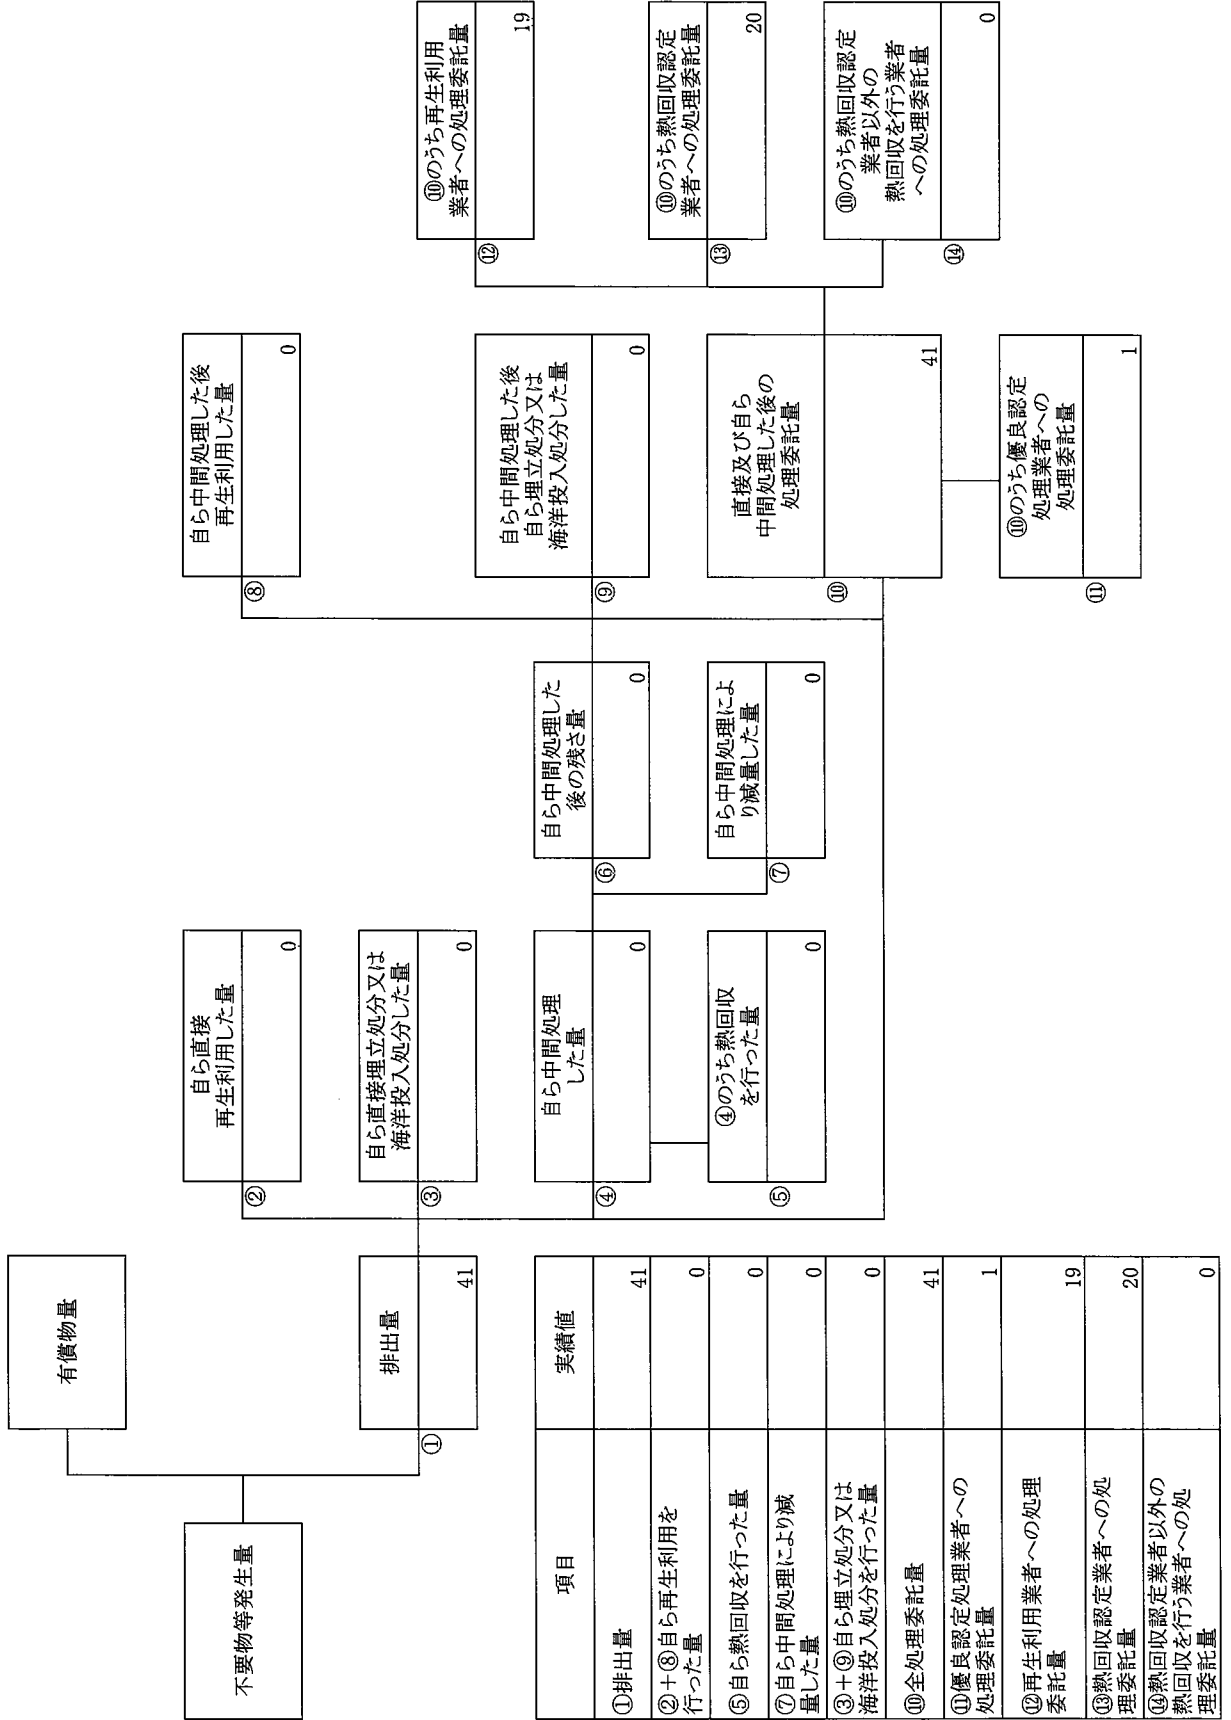 有償物量
不要物等発生量
排出量
①
41
自ら直接
再生利用した量
②
0
自ら直接埋立処分又は
海洋投入処分した量
③
0
自ら中間処理
した量
④
0
④のうち熱回収
を行った量
⑤
0
自ら中間処理した
後の残さ量
⑥
0
自ら中間処理によ
り減量した量
⑦
0
自ら中間処理した後
再生利用した量
⑧
0
自ら中間処理した後
自ら埋立処分又は
海洋投入処分した量
⑨
0
直接及び自ら
中間処理した後の
処理委託量
⑩
41
⑩のうち優良認定
処理業者への
処理委託量
⑪
1
⑩のうち再生利用
業者への処理委託量
⑫
19
⑩のうち熱回収認定
業者への処理委託量
⑬
20
⑩のうち熱回収認定
業者以外の
熱回収を行う業者
への処理委託量
⑭
0
項目 実績値
①排出量 41
②+⑧自ら再生利用を
行った量 0
⑤自ら熱回収を行った量 0
⑦自ら中間処理により減
量した量 0
③+⑨自ら埋立処分又は
海洋投入処分を行った量 0
⑩全処理委託量 41
⑪優良認定処理業者への
処理委託量 1
⑫再生利用業者への処理
委託量 19
⑬熱回収認定業者への処
理委託量 20
⑭熱回収認定業者以外の
熱回収を行う業者への処
理委託量 0